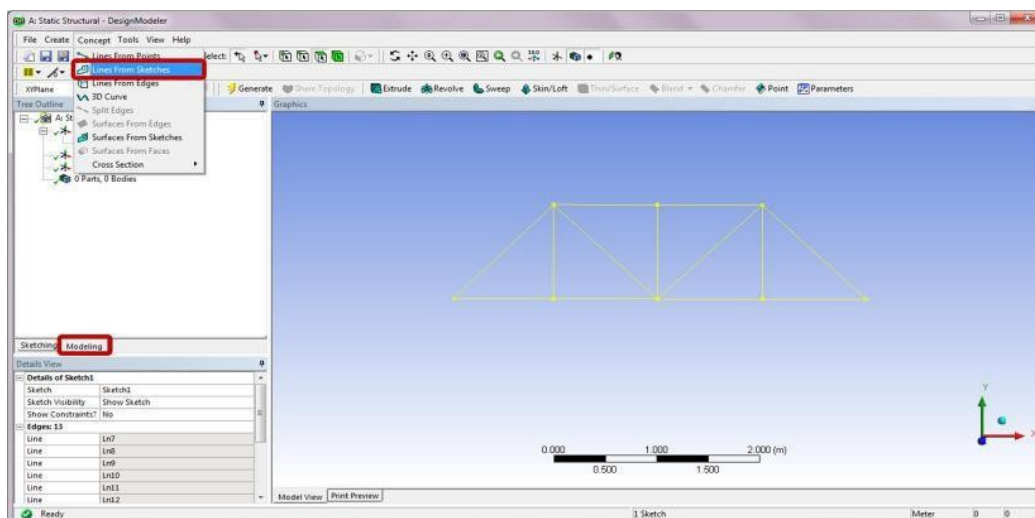 A: Static Structural - DesignModeler
File Create Concept Tools View Help
Lines From Points
Select:
Lines From Sketches
Lines From Edges
3D Curve
Split Edges
Surfaces From Edges
Surfaces From Sketches
Surfaces From Faces
Cross Section
XYPlane
Generate Share Topology Extrude Revolve Sweep Skin/Loft Thin/Surface Blend Chamfer Point Parameters
Tree Outline
Graphics
A: St
0 Parts, 0 Bodies
Sketching Modeling
Details View
Details of Sketch1
Sketch Sketch1
Sketch Visibility Show Sketch
Show Constraints? No
Edges: 13
Line Ln7
Line Ln8
Line Ln9
Line Ln10
Line Ln11
Line Ln12
0.000 1.000 2.000 (m)
0.500 1.500
Y
X
Model View Print Preview
Ready 1 Sketch Meter 0 0